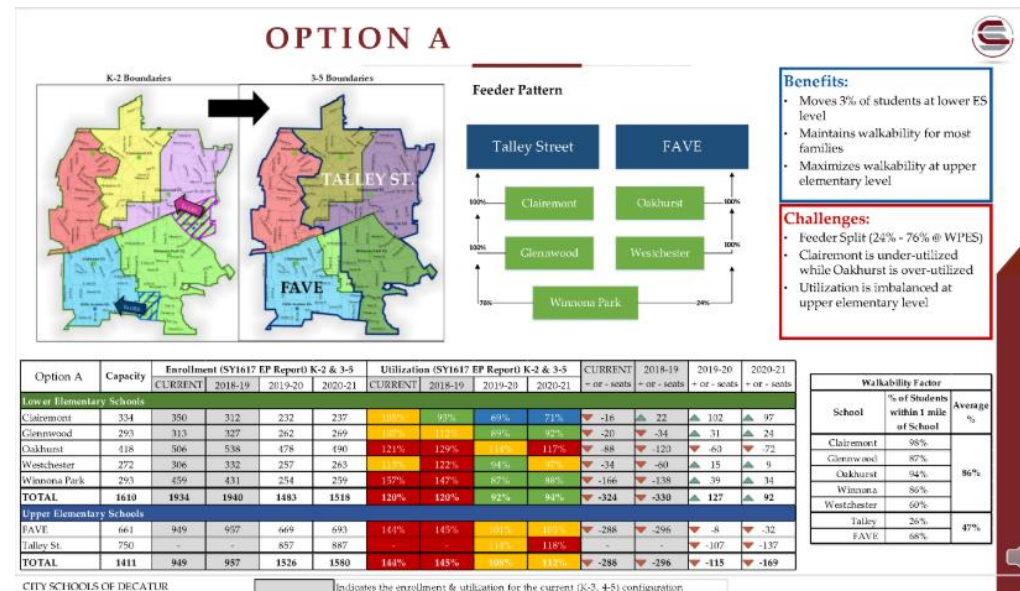 OPTION A
K-2 Boundaries
3-5 Boundaries
TALLEY ST.
FAVE
Feeder Pattern
Talley Street
FAVE
100%
Clairemont
Oakhurst
100%
100%
Glennwood
Westchester
100%
76%
Winnona Park
24%
Benefits:
• Moves 3% of students at lower ES
level
• Maintains walkability for most
families
• Maximizes walkability at upper
elementary level
Challenges:
• Feeder Split (24% - 76% @ WPES)
• Clairemont is under-utilized
while Oakhurst is over-utilized
• Utilization is imbalanced at
upper elementary level
Option A Capacity Enrollment (SY1617 EP Report) K-2 & 3-5 Utilization (SY1617 EP Report) K-2 & 3-5 CURRENT 2018-19 2019-20 2020-21
CURRENT 2018-19 2019-20 2020-21 CURRENT 2018-19 2019-20 2020-21 + or - seats + or - seats + or - seats + or - seats
Lower Elementary Schools
Clairemont 334 350 312 232 237 105% 93% 69% 71% -16 22 102 97
Glennwood 293 313 327 262 269 107% 112% 89% 92% -20 -34 31 24
Oakhurst 418 506 538 478 490 121% 129% 114% 117% -88 -120 -60 -72
Westchester 272 306 332 257 263 113% 122% 94% 97% -34 -60 15 9
Winnona Park 293 459 431 254 259 157% 147% 87% 88% -166 -138 39 34
TOTAL 1610 1934 1940 1483 1518 120% 120% 92% 94% -324 -330 127 92
Upper Elementary Schools
FAVE 661 949 957 669 693 144% 145% 101% 105% -288 -296 -8 -32
Talley St. 750 - - 857 887 - - 114% 118% -107 -137
TOTAL 1411 949 957 1526 1580 144% 145% 108% 112% -288 -296 -115 -169
Walkability Factor
School % of Students within 1 mile of School Average %
Clairemont 98%
Glennwood 87%
Oakhurst 94%
86%
Winnona 86%
Westchester 60%
Talley 26%
47%
FAVE 68%
CITY SCHOOLS OF DECATUR
Indicates the enrollment & utilization for the current (K-3, 4-5) configuration